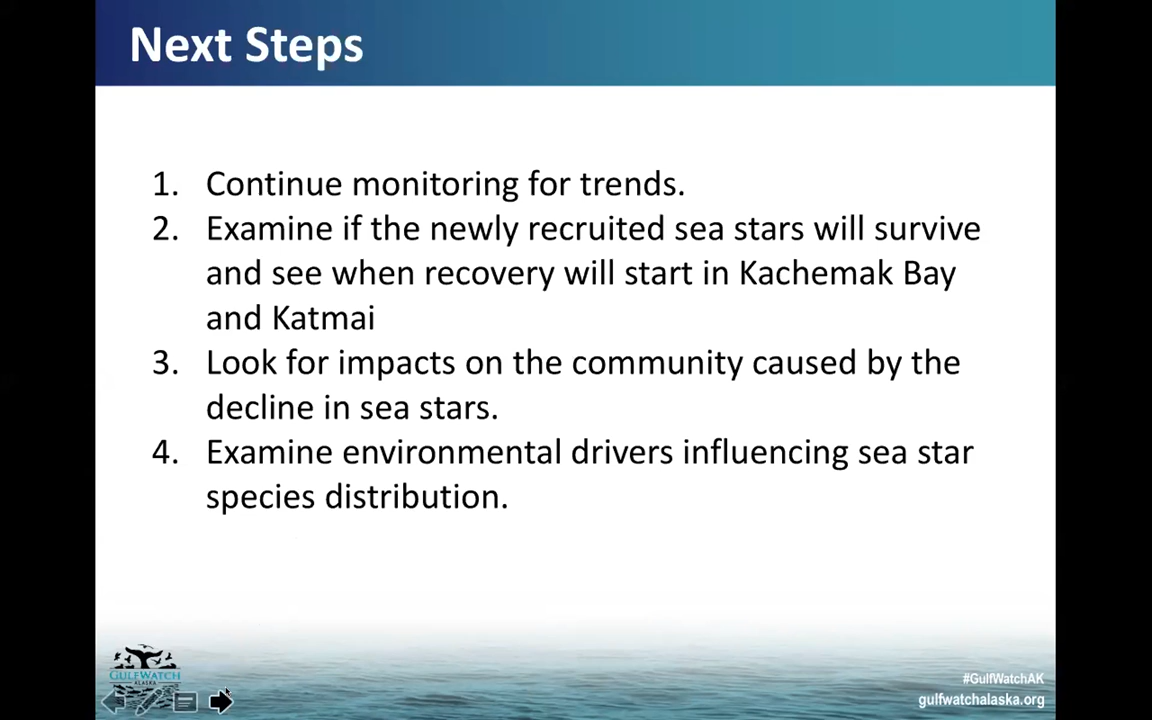 Next Steps
1. Continue monitoring for trends.
2. Examine if the newly recruited sea stars will survive
and see when recovery will start in Kachemak Bay
and Katmai
3. Look for impacts on the community caused by the
decline in sea stars.
4. Examine environmental drivers influencing sea star
species distribution.
GULFWATCH
ALASKA
#GulfWatchAK
gulfwatchalaska.org